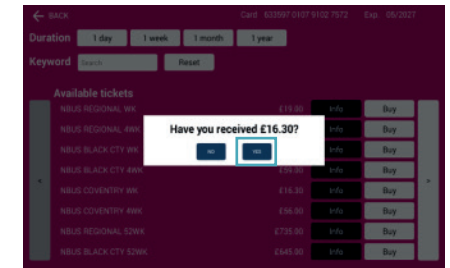 ← BACK Card 633597 0107 9102 7572 Exp. 05/2027
Duration 1 day 1 week 1 month 1 year
Keyword Search Reset
Available tickets
NBUS REGIONAL WK £19.00 Info Buy
NBUS REGIONAL 4WK Info Buy
NBUS BLACK CTY WK Info Buy
NBUS BLACK CTY 4WK £59.00 Info Buy
NBUS COVENTRY WK £16.30 Info Buy
NBUS COVENTRY 4WK £56.00 Info Buy
NBUS REGIONAL 52WK £735.00 Info Buy
NBUS BLACK CTY 52WK £645.00 Info Buy
Have you received £16.30?
NO YES